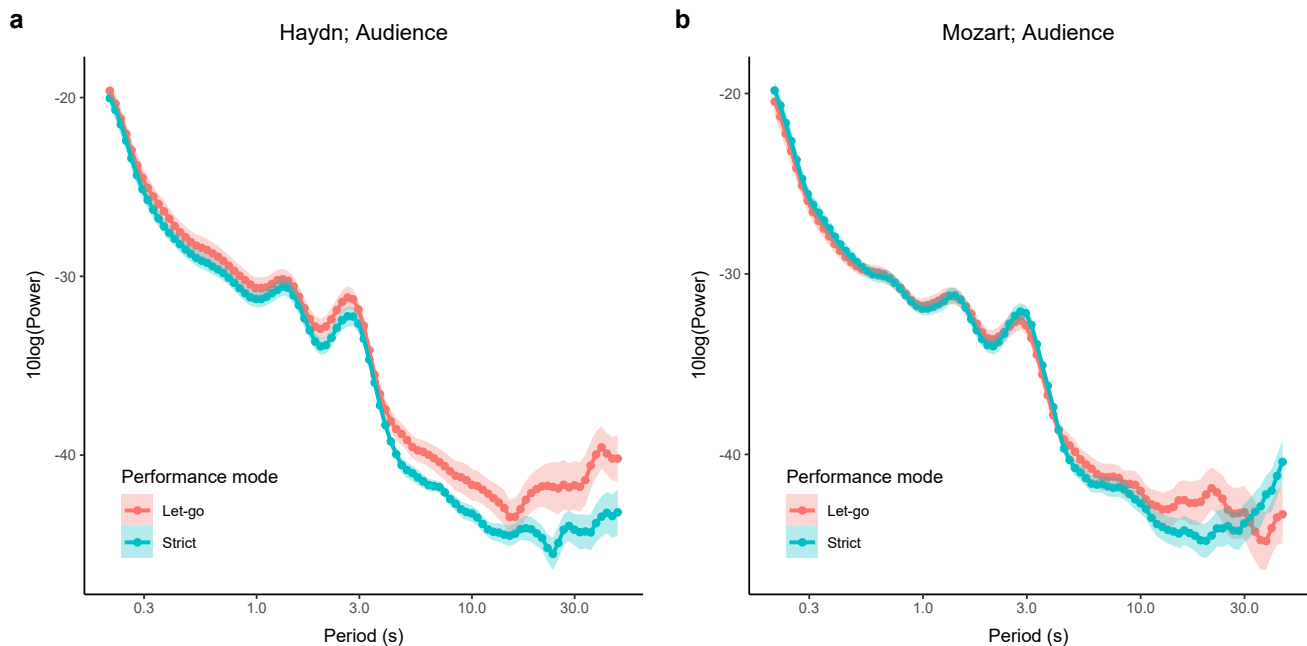 a
Haydn; Audience
10log(Power)
-20
-30
-40
Performance mode
Let-go
Strict
0.3 1.0 3.0 10.0 30.0
Period (s)
b
Mozart; Audience
10log(Power)
-20
-30
-40
Performance mode
Let-go
Strict
0.3 1.0 3.0 10.0 30.0
Period (s)